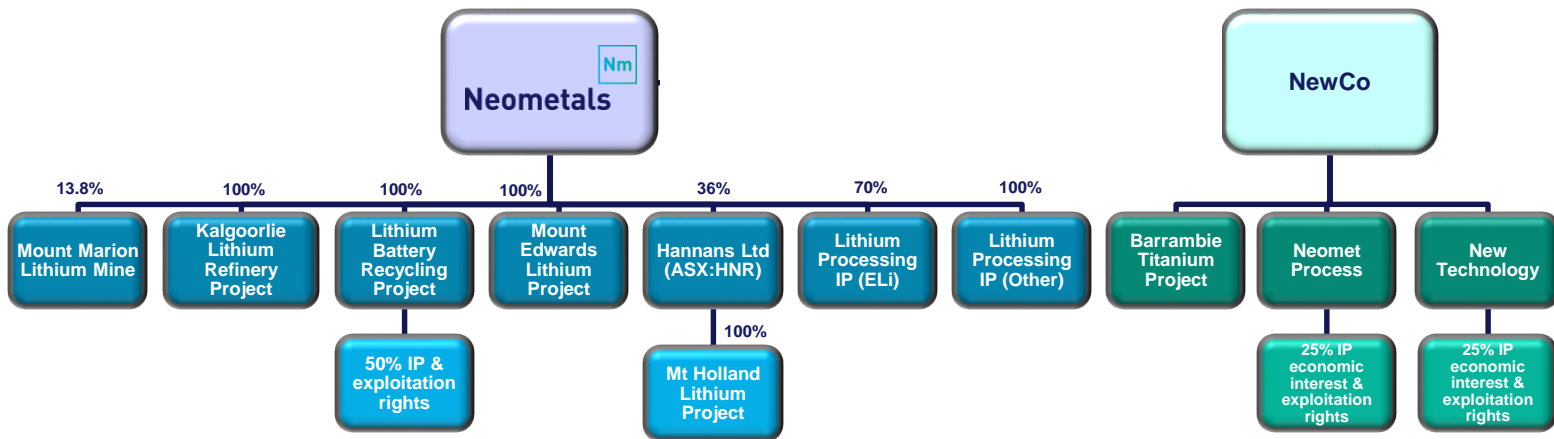 Nm
Neometals
NewCo
13.8%
100%
100%
100%
36%
70%
100%
Mount Marion
Lithium Mine
Kalgoorlie
Lithium
Refinery
Project
Lithium
Battery
Recycling
Project
Mount
Edwards
Lithium
Project
Hannans Ltd
(ASX:HNR)
Lithium
Processing
IP (ELi)
Lithium
Processing
IP (Other)
Barrambie
Titanium
Project
Neomet
Process
New
Technology
50% IP &
exploitation
rights
100%
Mt Holland
Lithium
Project
25% IP
economic
interest &
exploitation
rights
25% IP
economic
interest &
exploitation
rights